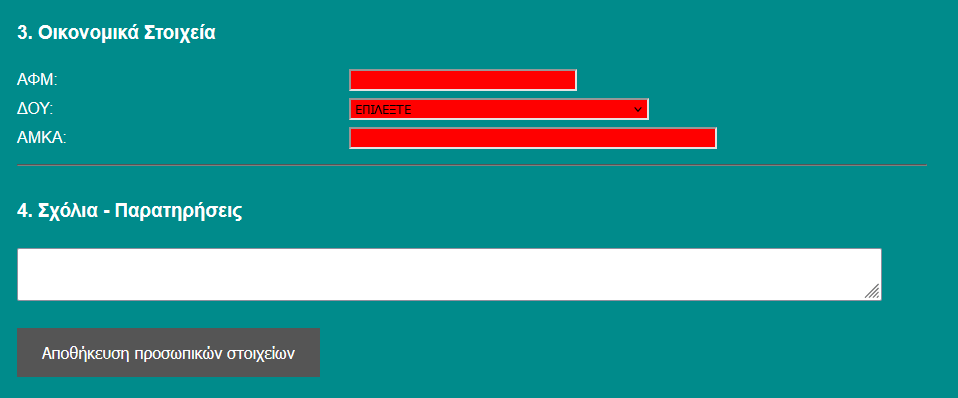 3. Οικονομικά Στοιχεία
ΑΦΜ:
ΔΟΥ: ΕΠΙΛΕΞΤΕ
ΑΜΚΑ:
4. Σχόλια - Παρατηρήσεις
Αποθήκευση προσωπικών στοιχείων